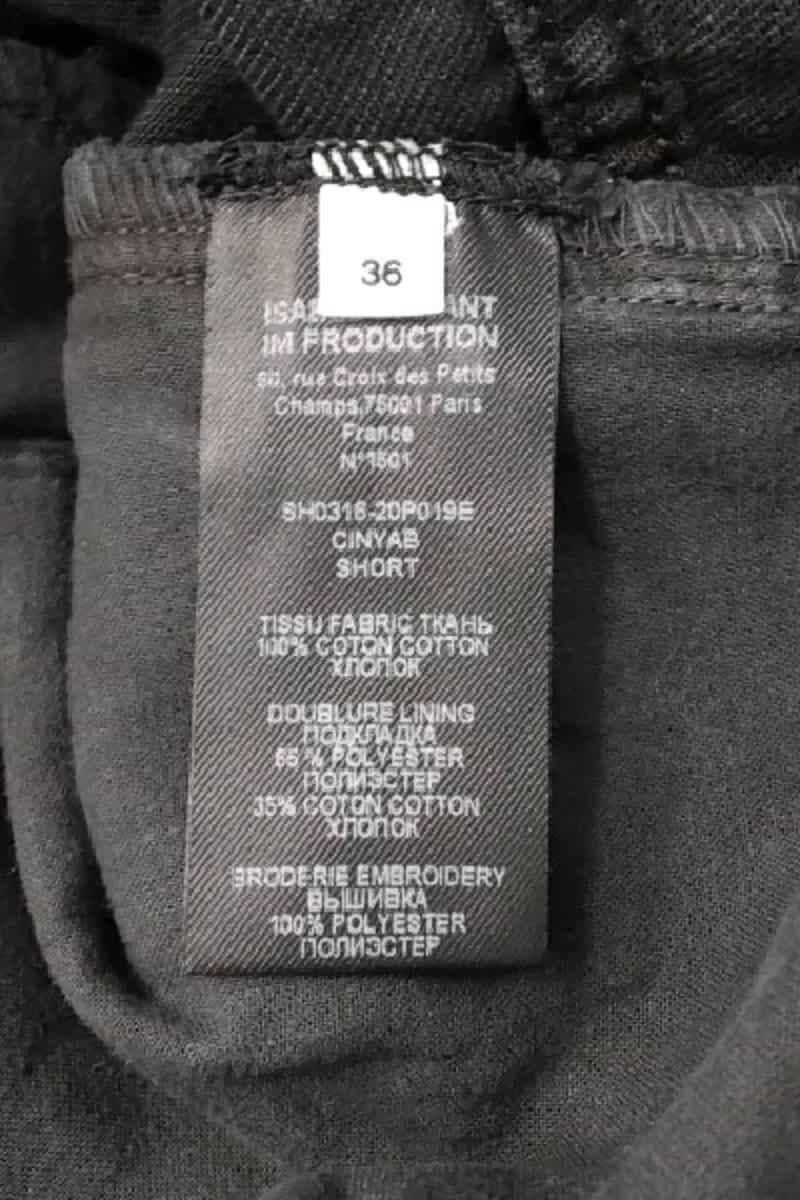 36
ISA ANT
IM PRODUCTION
rue Croix des Petits
Champs,75001 Paris
France
SH0316-20P019E
CINYAB
SHORT
TISSU FABRIC ТКАНЬ
100% COTON COTTON
ХЛОПОК
DOUBLURE LINING
ПОДКЛАДКА
65 % POLYESTER
ПОЛИЭСТЕР
35% COTON COTTON
ХЛОПОК
BRODERIE EMBROIDERY
ВЫШИВКА
100% POLYESTER
ПОЛИЭСТЕР